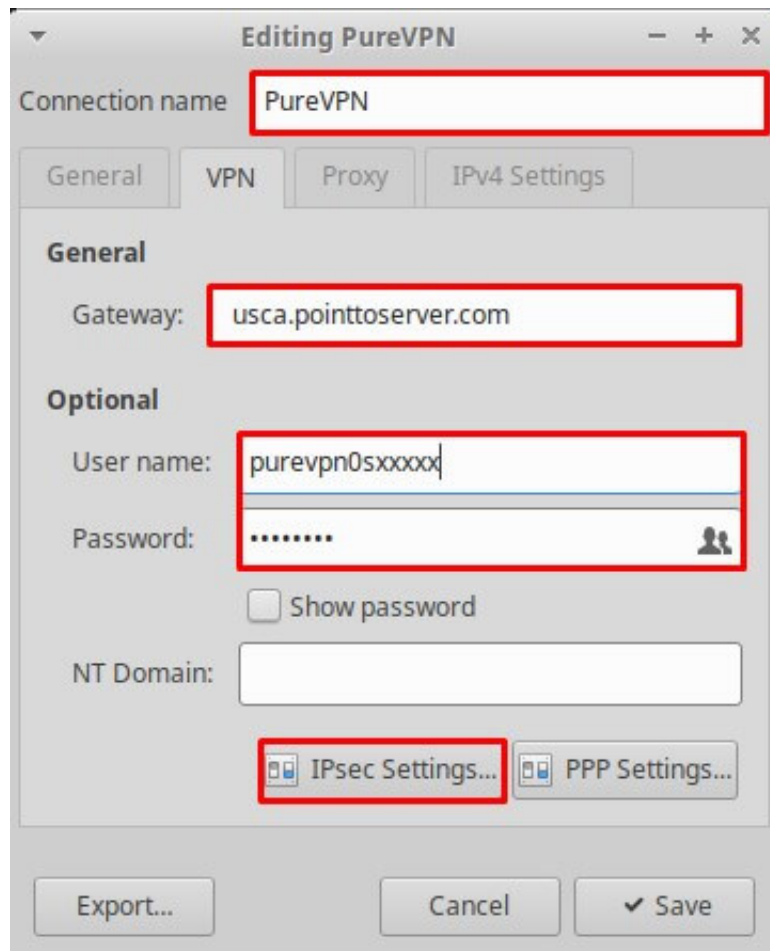 Editing PureVPN
Connection name PureVPN
General VPN Proxy IPv4 Settings
General
Gateway: usca.pointtoserver.com
Optional
User name: purevpn0sxxxxx
Password: ••••••••
Show password
NT Domain:
IPsec Settings... PPP Settings...
Export... Cancel Save